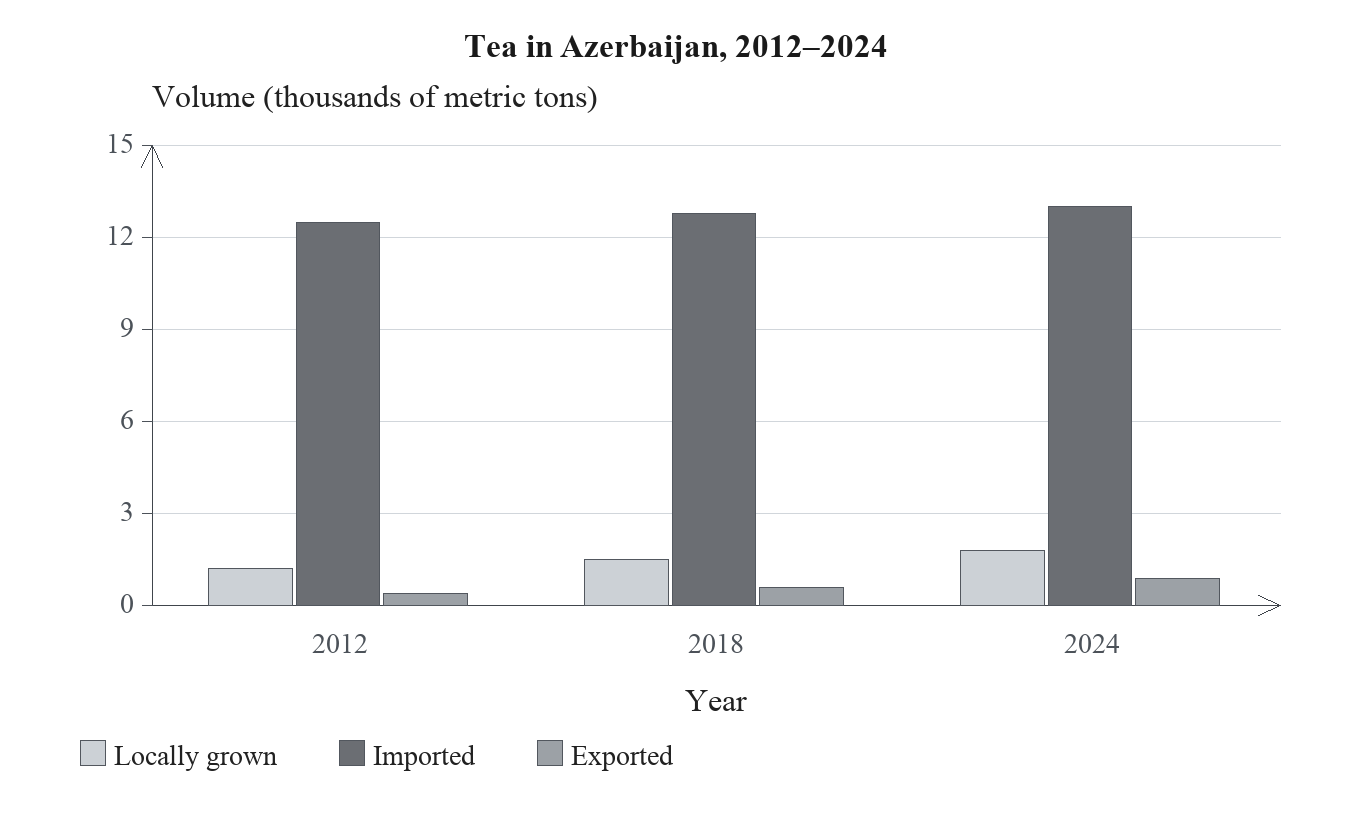 Tea in Azerbaijan, 2012–2024
Volume (thousands of metric tons)
15
12
9
6
3
0
2012 2018 2024
Year
Locally grown Imported Exported